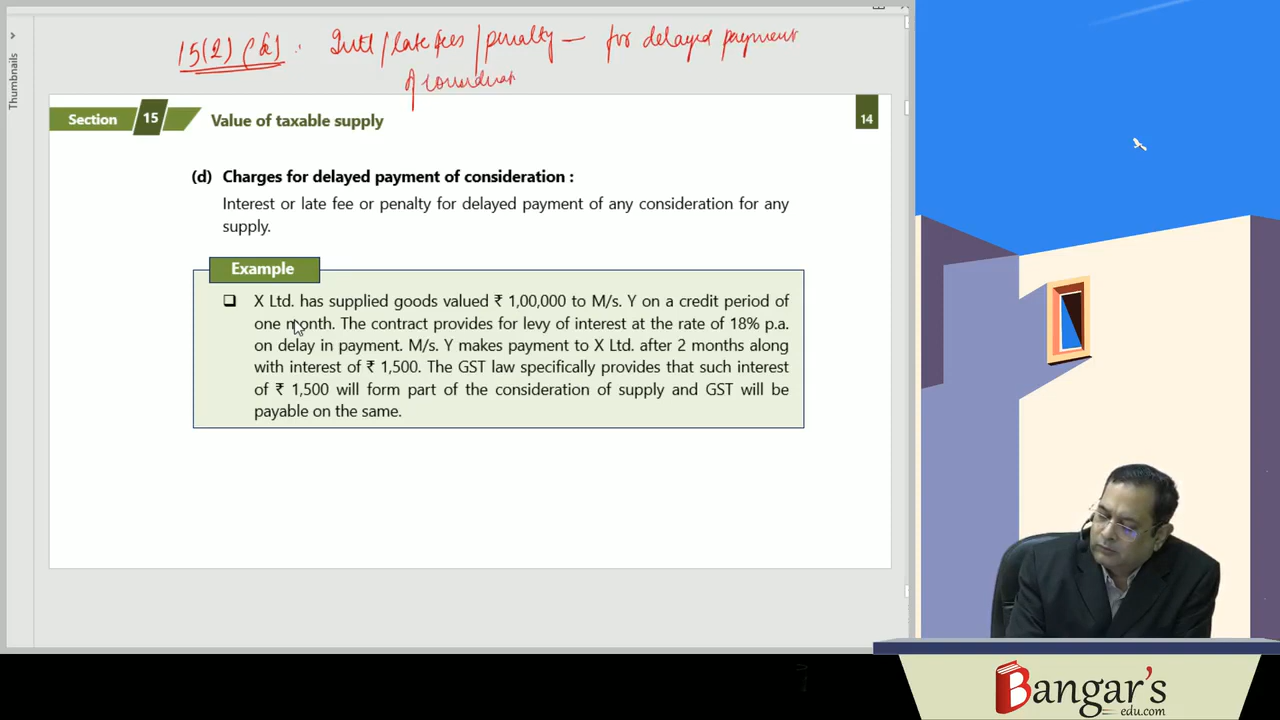 15(2)(d) : Intt/late fees/penalty — for delayed payment
of considerat
Thumbnails
Section 15 Value of taxable supply 14
(d) Charges for delayed payment of consideration :
Interest or late fee or penalty for delayed payment of any consideration for any
supply.
Example
❑ X Ltd. has supplied goods valued ₹ 1,00,000 to M/s. Y on a credit period of
one month. The contract provides for levy of interest at the rate of 18% p.a.
on delay in payment. M/s. Y makes payment to X Ltd. after 2 months along
with interest of ₹ 1,500. The GST law specifically provides that such interest
of ₹ 1,500 will form part of the consideration of supply and GST will be
payable on the same.
Bangar's
edu.com